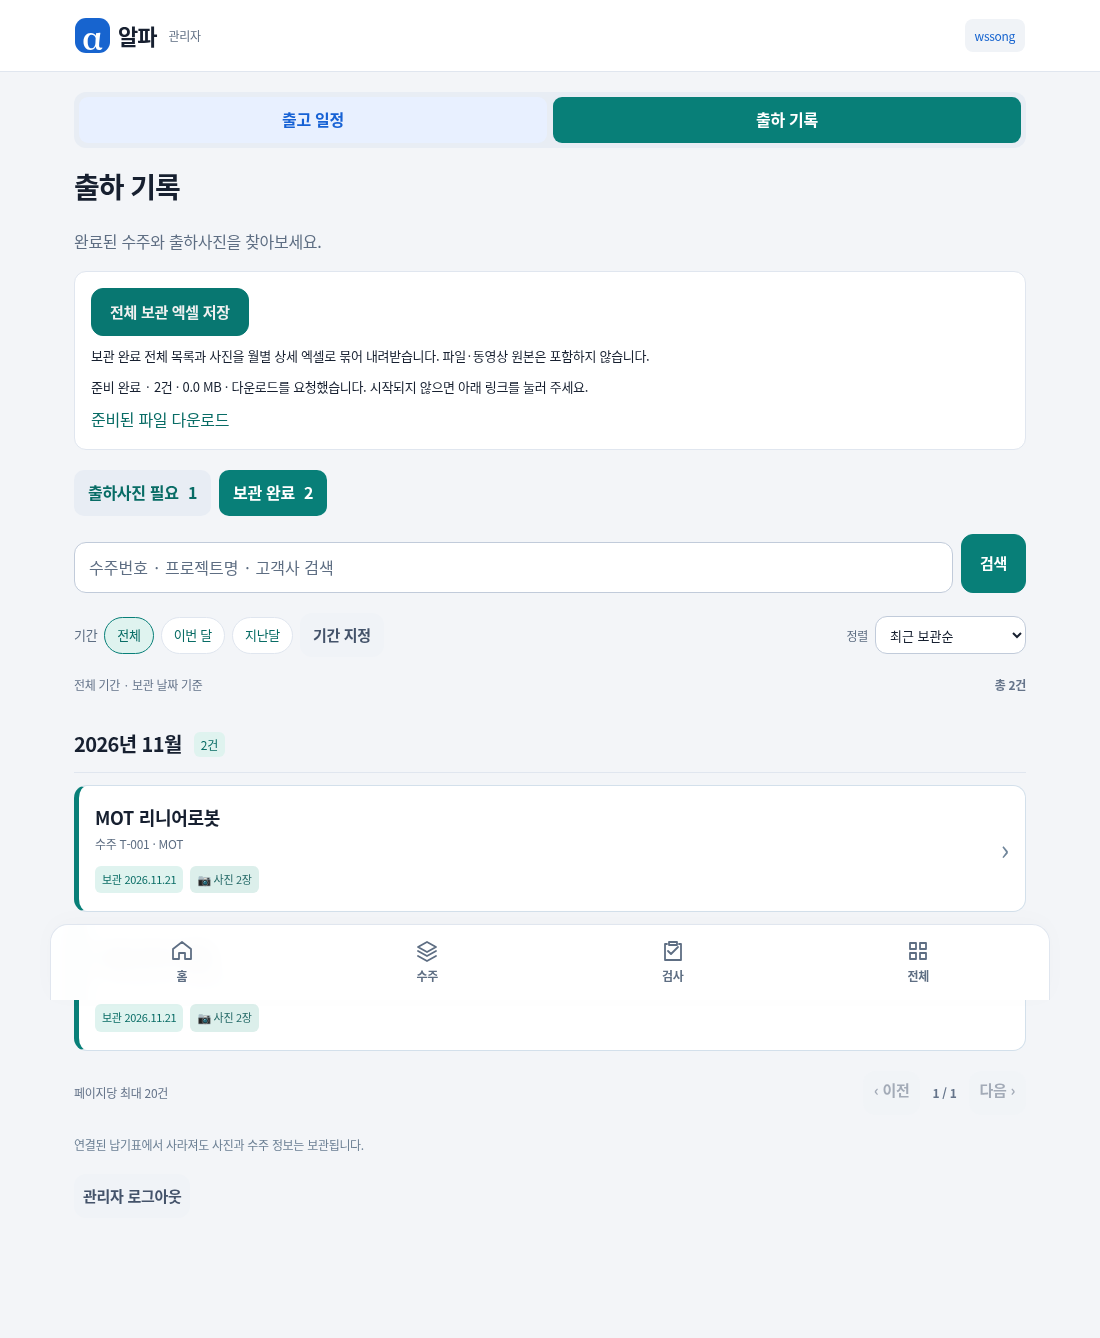 α 알파 관리자
wssong
출고 일정
출하 기록
출하 기록
완료된 수주와 출하사진을 찾아보세요.
전체 보관 엑셀 저장
보관 완료 전체 목록과 사진을 월별 상세 엑셀로 묶어 내려받습니다. 파일·동영상 원본은 포함하지 않습니다.
준비 완료 · 2건 · 0.0 MB · 다운로드를 요청했습니다. 시작되지 않으면 아래 링크를 눌러 주세요.
준비된 파일 다운로드
출하사진 필요 1
보관 완료 2
수주번호 · 프로젝트명 · 고객사 검색
검색
기간 전체 이번 달 지난달 기간 지정
정렬 최근 보관순
전체 기간 · 보관 날짜 기준
총 2건
2026년 11월 2건
MOT 리니어로봇
수주 T-001 · MOT
보관 2026.11.21 📷 사진 2장
›
홈
수주
검사
전체
보관 2026.11.21 📷 사진 2장
페이지당 최대 20건
‹ 이전 1 / 1 다음 ›
연결된 납기표에서 사라져도 사진과 수주 정보는 보관됩니다.
관리자 로그아웃